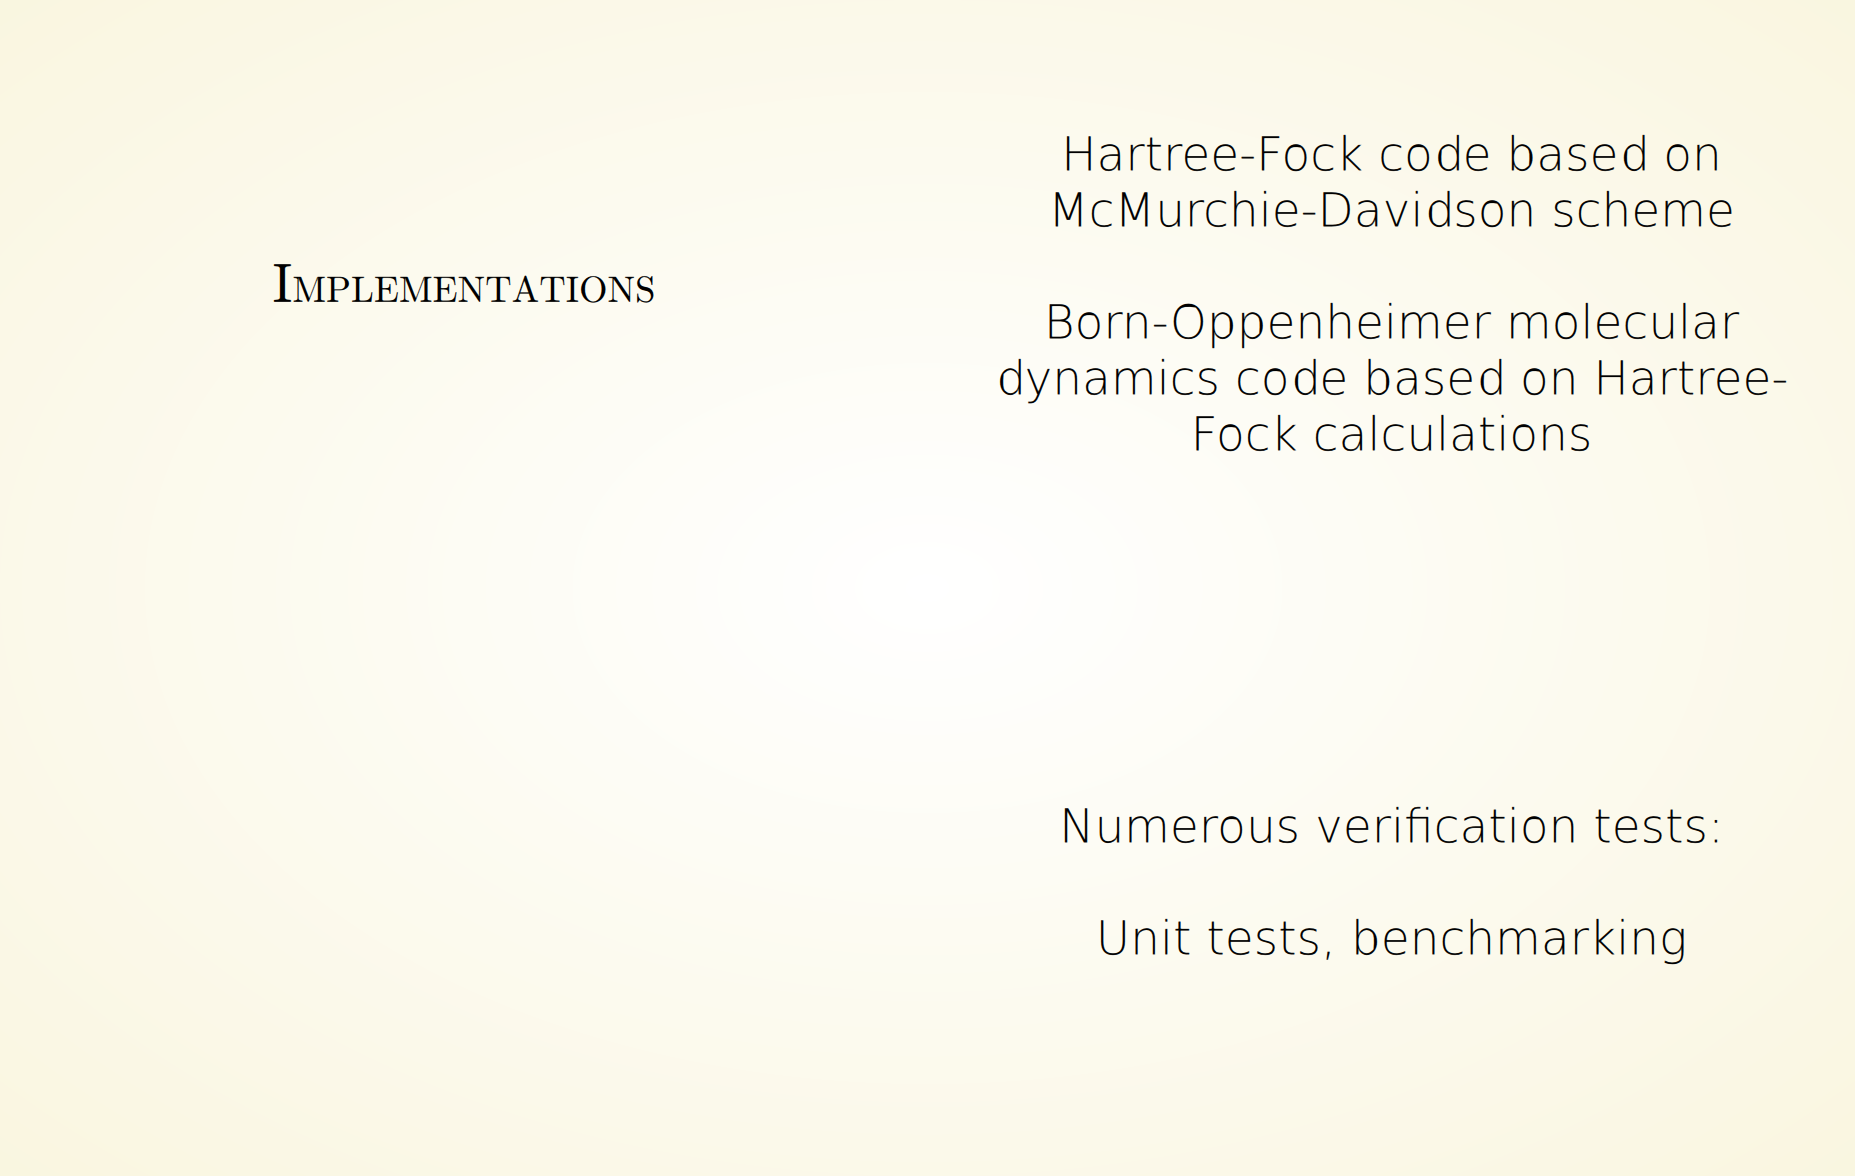 Implementations
Hartree-Fock code based on
McMurchie-Davidson scheme
Born-Oppenheimer molecular
dynamics code based on Hartree-
Fock calculations
Numerous verification tests:
Unit tests, benchmarking